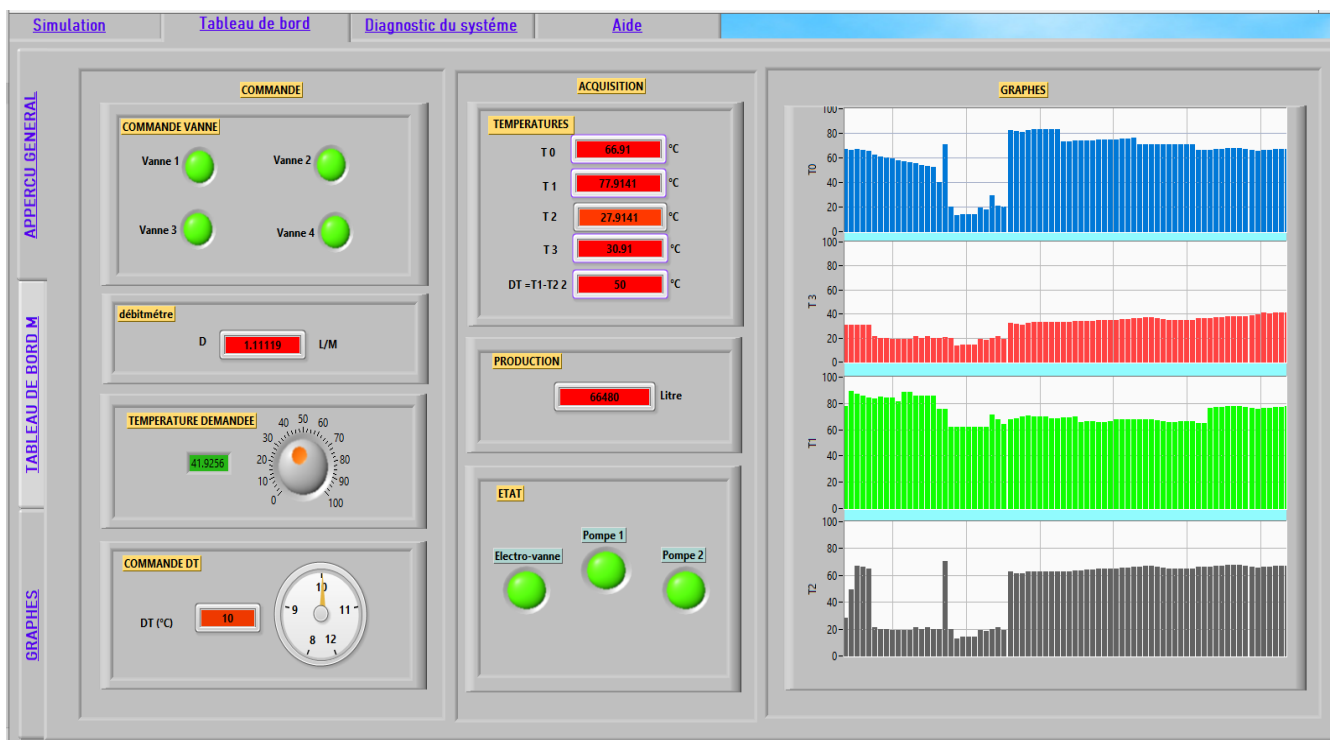 Simulation
Tableau de bord
Diagnostic du systéme
Aide
APPERCU GENERAL
TABLEAU DE BORD M
GRAPHES
COMMANDE
COMMANDE VANNE
Vanne 1
Vanne 2
Vanne 3
Vanne 4
débitmétre
D 1.11119 L/M
TEMPERATURE DEMANDEE
41.9256
0 10 20 30 40 50 60 70 80 90 100
COMMANDE DT
DT (°C) 10
8 9 10 11 12
ACQUISITION
TEMPERATURES
T 0 66.91 °C
T 1 77.9141 °C
T 2 27.9141 °C
T 3 30.91 °C
DT =T1-T2 2 50 °C
PRODUCTION
66480 Litre
ETAT
Electro-vanne
Pompe 1
Pompe 2
GRAPHES
T0
100
80
60
40
20
0
T 3
100
60
40
20
0
T1
100
80
60
40
20
0
T2
100
80
60
40
20
0